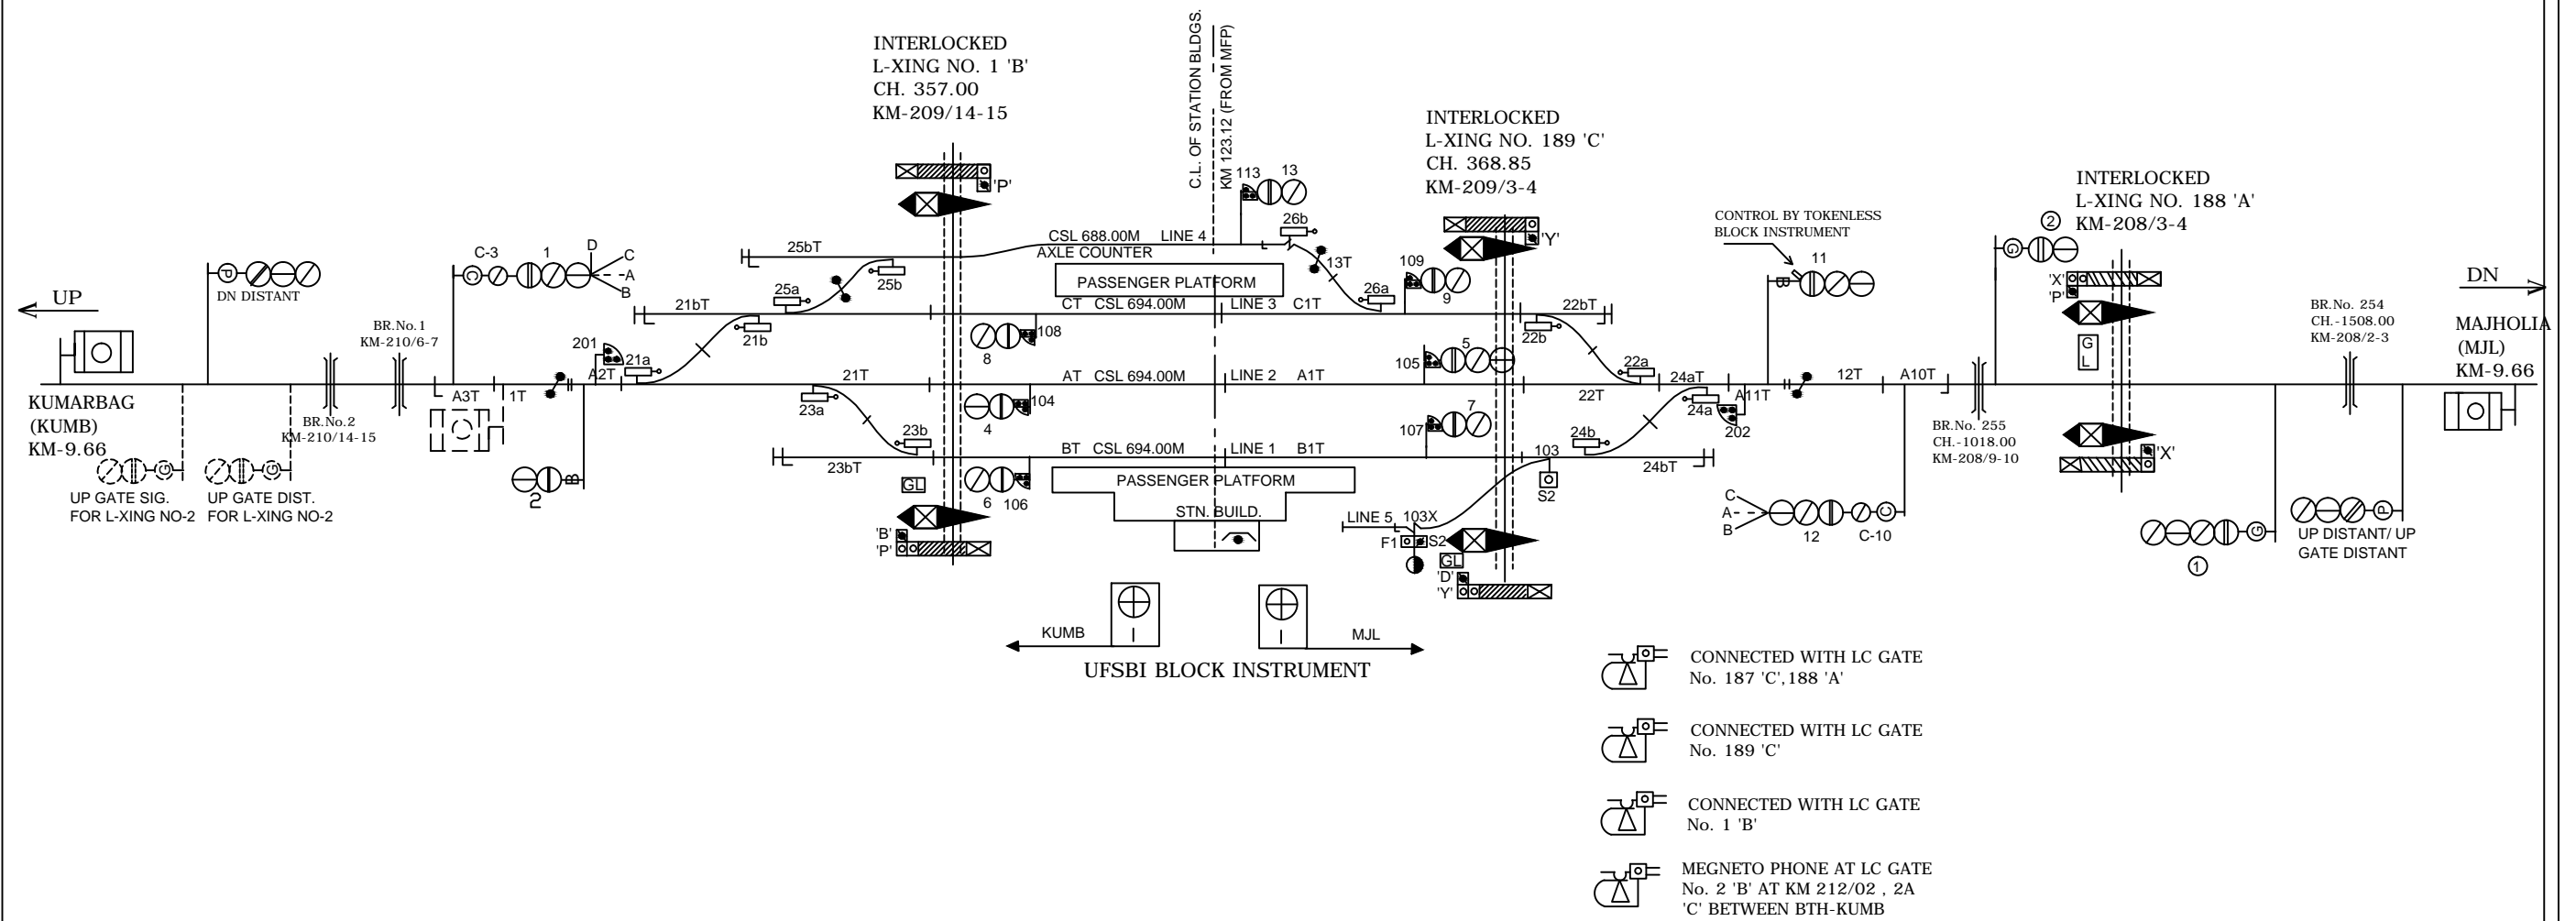 INTERLOCKED
L-XING NO. 1 'B'
CH. 357.00
KM-209/14-15
C.L. OF STATION BLDGS.
KM 123.12 (FROM MFP)
INTERLOCKED
L-XING NO. 189 'C'
CH. 368.85
KM-209/3-4
INTERLOCKED
L-XING NO. 188 'A'
KM-208/3-4
CONTROL BY TOKENLESS
BLOCK INSTRUMENT
UP
DN
KUMARBAG
(KUMB)
KM-9.66
MAJHOLIA
(MJL)
KM-9.66
P
DN DISTANT
BR.No.1
KM-210/6-7
BR.No.2
KM-210/14-15
C-3
1
C
D
C
A
B
'P'
113
13
26b
25bT
CSL 688.00M
LINE 4
AXLE COUNTER
PASSENGER PLATFORM
13T
25a
25b
26a
109
9
'Y'
21bT
CT CSL 694.00M
LINE 3 C1T
22bT
21b
22b
108
8
201
21a
A2T
21T
AT CSL 694.00M
LINE 2 A1T
105
5
22T
22a
24aT
A11T
12T
A10T
A3T
1T
23a
104
4
107
7
24a
202
23b
23bT
BT CSL 694.00M
LINE 1 B1T
103
24b
24bT
S2
PASSENGER PLATFORM
STN. BUILD.
GL
6
106
'B'
'P'
LINE 5
103X
F1
S2
GL
'D'
'Y'
2
B
G
G
UP GATE SIG.
FOR L-XING NO-2
UP GATE DIST.
FOR L-XING NO-2
B
11
G
2
'X'
'P'
G
L
'X'
BR.No. 254
CH.-1508.00
KM-208/2-3
BR.No. 255
CH.-1018.00
KM-208/9-10
C
A
B
12
C-10
C
G
1
P
UP DISTANT/ UP
GATE DISTANT
KUMB
MJL
UFSBI BLOCK INSTRUMENT
CONNECTED WITH LC GATE
No. 187 'C',188 'A'
CONNECTED WITH LC GATE
No. 189 'C'
CONNECTED WITH LC GATE
No. 1 'B'
MEGNETO PHONE AT LC GATE
No. 2 'B' AT KM 212/02 , 2A
'C' BETWEEN BTH-KUMB